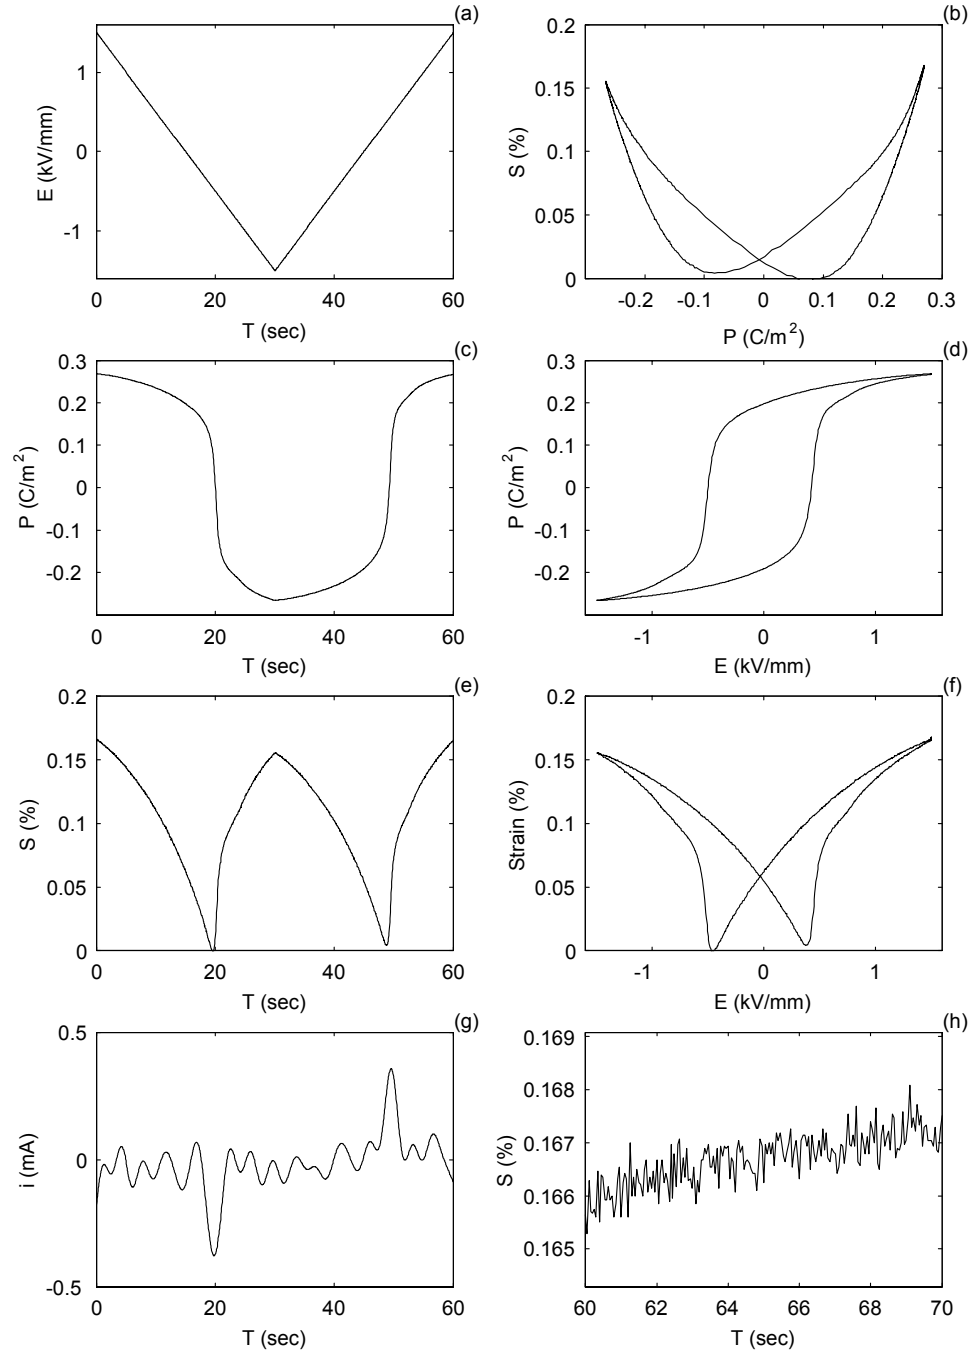 (a)
E (kV/mm)
1
0
-1
0 20 40 60
T (sec)
(b)
S (%)
0.2
0.15
0.1
0.05
0
-0.2 -0.1 0 0.1 0.2 0.3
P (C/m2)
(c)
P (C/m2)
0.3
0.2
0.1
0
-0.1
-0.2
0 20 40 60
T (sec)
(d)
P (C/m2)
0.3
0.2
0.1
0
-0.1
-0.2
-1 0 1
E (kV/mm)
(e)
S (%)
0.2
0.15
0.1
0.05
0
0 20 40 60
T (sec)
(f)
Strain (%)
0.2
0.15
0.1
0.05
0
-1 0 1
E (kV/mm)
(g)
i (mA)
0.5
0
-0.5
0 20 40 60
T (sec)
(h)
S (%)
0.169
0.168
0.167
0.166
0.165
60 62 64 66 68 70
T (sec)